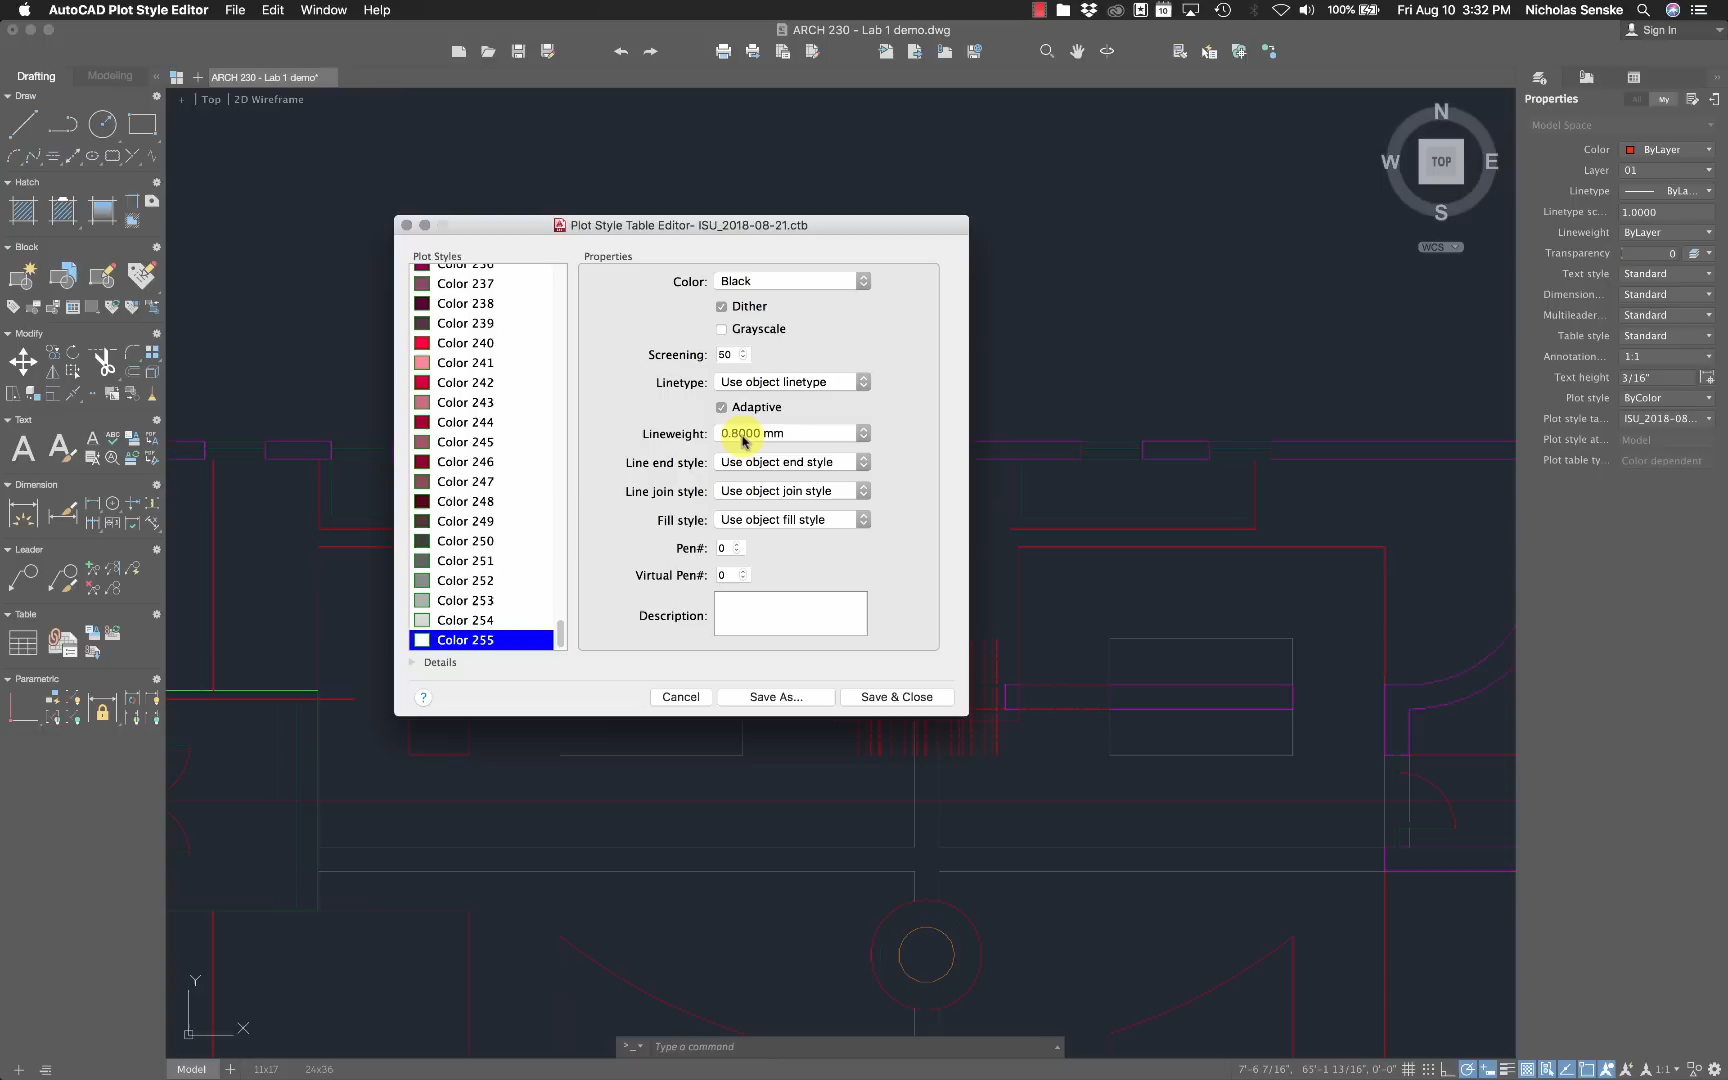 AutoCAD Plot Style Editor File Edit Window Help 10 100% Fri Aug 10 3:32 PM Nicholas Senske
ARCH 230 - Lab 1 demo.dwg
Sign In
Drafting Modeling ARCH 230 - Lab 1 demo*
Draw
+ Top 2D Wireframe
Hatch
Block
Modify
Text
A A A ABC
Dimension
Leader
Table
Parametric
N
W TOP E
S
WCS
Plot Style Table Editor- ISU_2018-08-21.ctb
Plot Styles
Color 236
Color 237
Color 238
Color 239
Color 240
Color 241
Color 242
Color 243
Color 244
Color 245
Color 246
Color 247
Color 248
Color 249
Color 250
Color 251
Color 252
Color 253
Color 254
Color 255
Details
Properties
Color: Black
Dither
Grayscale
Screening: 50
Linetype: Use object linetype
Adaptive
Lineweight: 0.8000 mm
Line end style: Use object end style
Line join style: Use object join style
Fill style: Use object fill style
Pen#: 0
Virtual Pen#: 0
Description:
? Cancel Save As... Save & Close
Properties All My
Model Space
Color ByLayer
Layer 01
Linetype ByLa...
Linetype sc... 1.0000
Lineweight ByLayer
Transparency 0
Text style Standard
Dimension... Standard
Multileader... Standard
Table style Standard
Annotation... 1:1
Text height 3/16"
Plot style ByColor
Plot style ta... ISU_2018-08...
Plot style at... Model
Plot table ty... Color dependent
Y
X
>_ Type a command
Model + 11x17 24x36
7'-6 7/16", 65'-1 13/16", 0'-0" 1:1